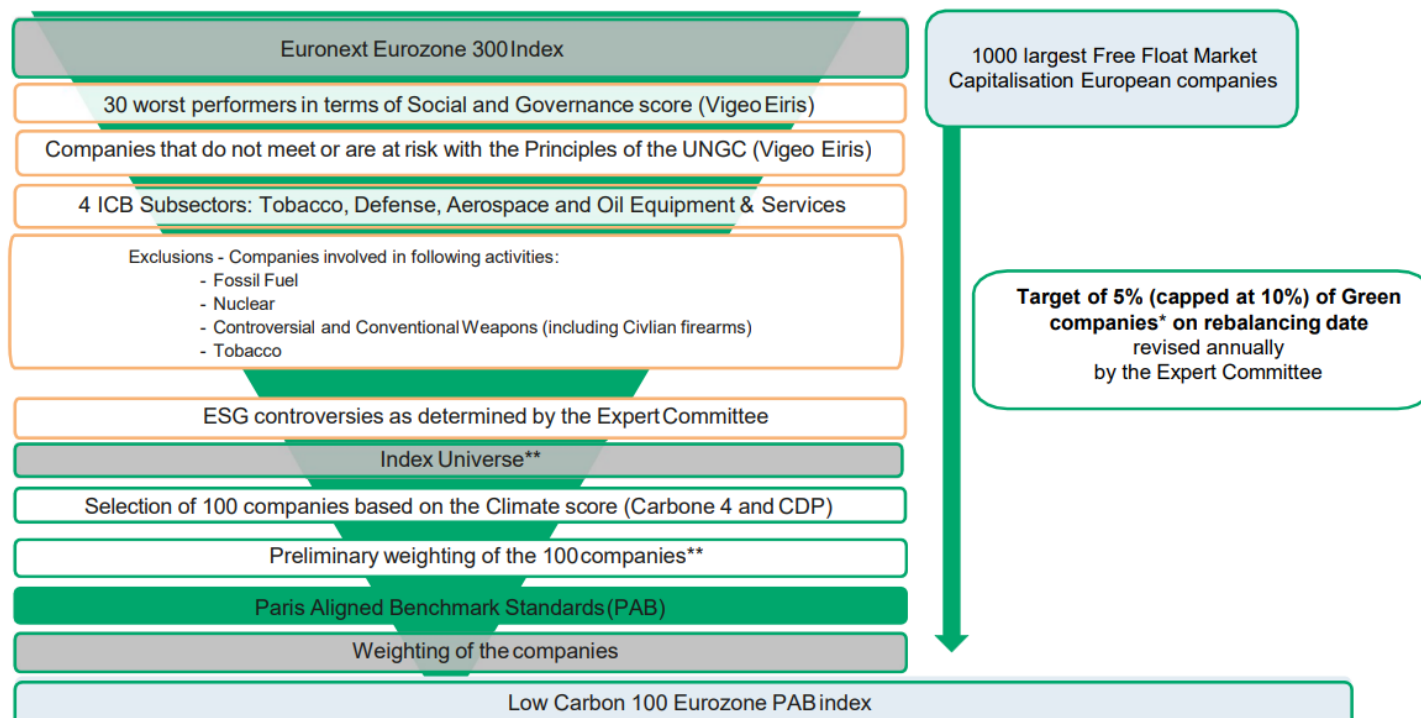 Euronext Eurozone 300 Index
30 worst performers in terms of Social and Governance score (Vigeo Eiris)
Companies that do not meet or are at risk with the Principles of the UNGC (Vigeo Eiris)
4 ICB Subsectors: Tobacco, Defense, Aerospace and Oil Equipment & Services
Exclusions - Companies involved in following activities:
- Fossil Fuel
- Nuclear
- Controversial and Conventional Weapons (including Civlian firearms)
- Tobacco
ESG controversies as determined by the Expert Committee
Index Universe**
Selection of 100 companies based on the Climate score (Carbone 4 and CDP)
Preliminary weighting of the 100 companies**
Paris Aligned Benchmark Standards (PAB)
Weighting of the companies
1000 largest Free Float Market
Capitalisation European companies
Target of 5% (capped at 10%) of Green
companies* on rebalancing date
revised annually
by the Expert Committee
Low Carbon 100 Eurozone PAB index